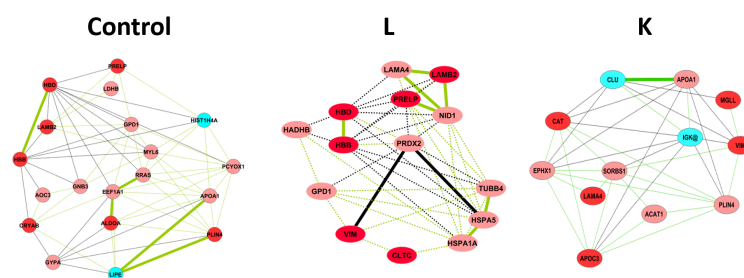 Control
L
K
PRELP
HBD
LDHB
LAMB2
GPD1
HIST1H4A
MYL6
HBB
RRAS
PCYOX1
AOC3
GNB3
EEF1A1
APOA1
CRYAB
ALDOA
PLIN4
GYPA
LIPE
LAMA4
LAMB2
PRELP
HBD
NID1
HADHB
HBB
PRDX2
GPD1
TUBB4
HSPA5
VIM
HSPA1A
CLTC
CLU
APOA1
MGLL
CAT
IGK@
VIM
EPHX1
SORBS1
LAMA4
PLIN4
ACAT1
APOC3